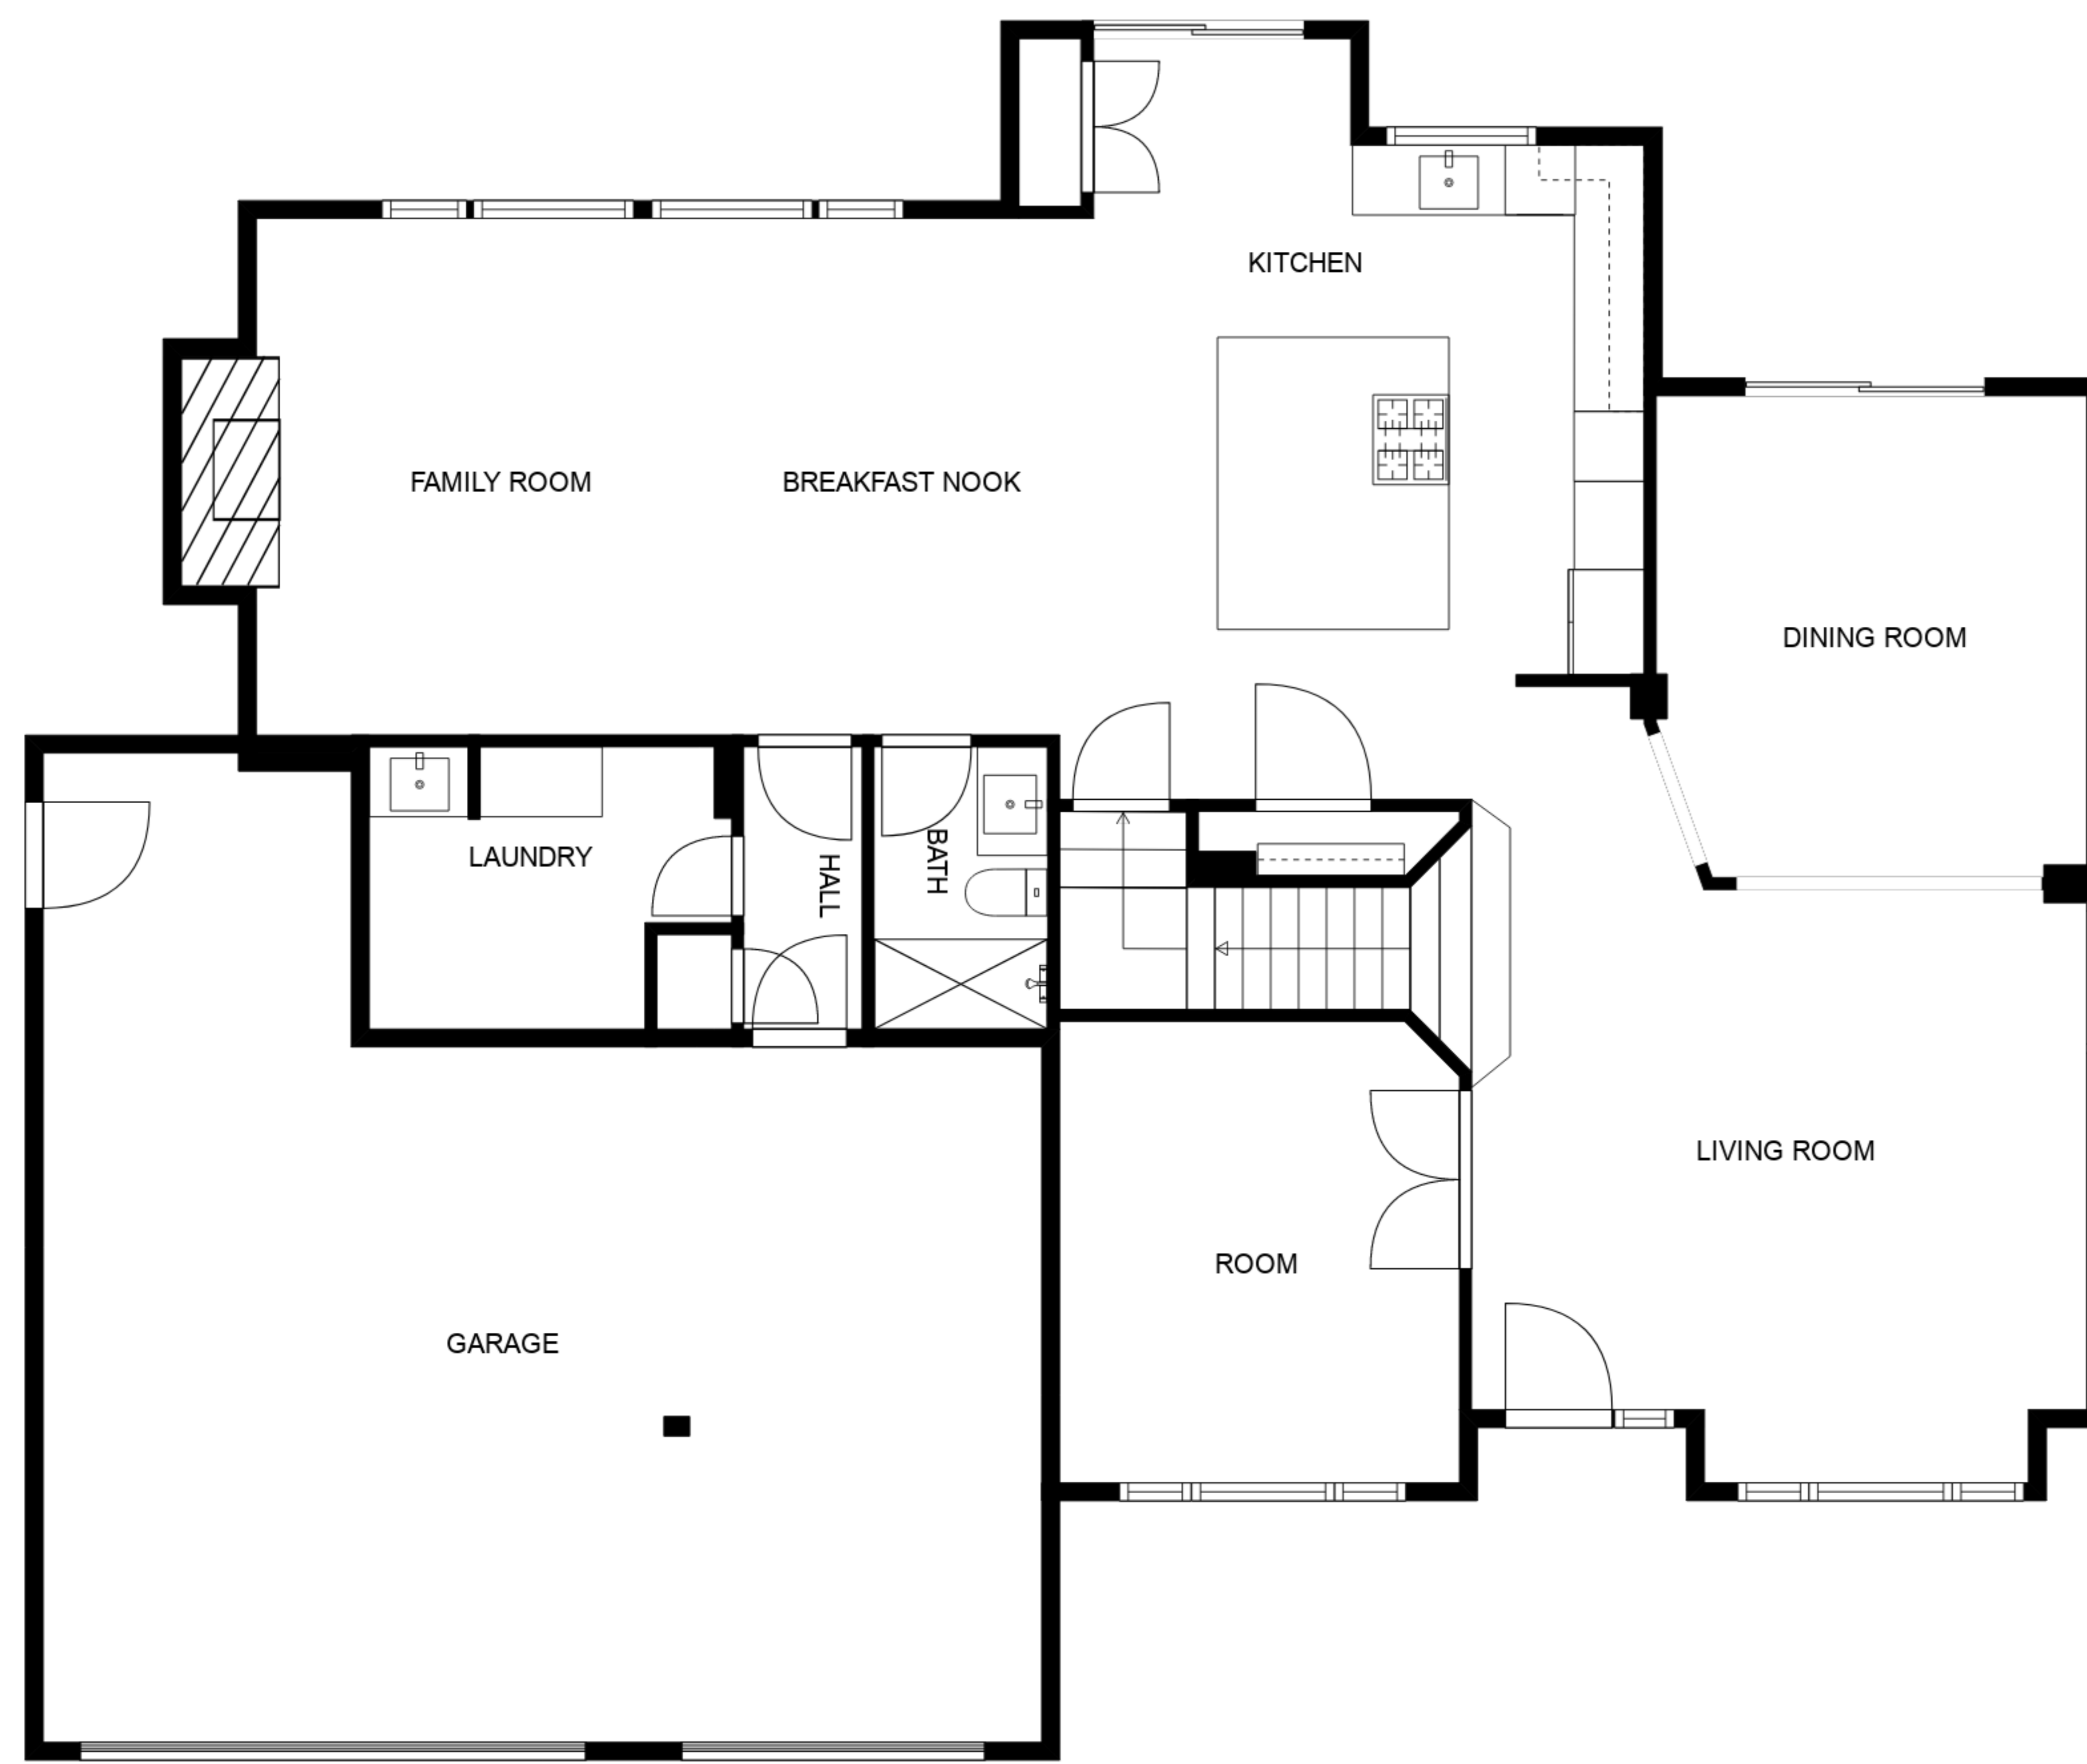 KITCHEN
FAMILY ROOM
BREAKFAST NOOK
DINING ROOM
LAUNDRY
HALL
BATH
LIVING ROOM
ROOM
GARAGE